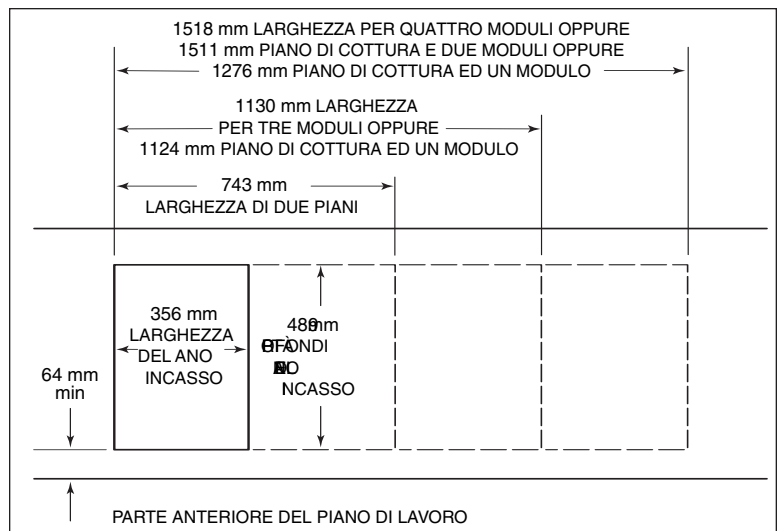 1518 mm LARGHEZZA PER QUATTRO MODULI OPPURE
1511 mm PIANO DI COTTURA E DUE MODULI OPPURE
1276 mm PIANO DI COTTURA ED UN MODULO
1130 mm LARGHEZZA
PER TRE MODULI OPPURE
1124 mm PIANO DI COTTURA ED UN MODULO
743 mm
LARGHEZZA DI DUE PIANI
356 mm
LARGHEZZA
DEL ANO
INCASSO
mm
64 mm
min
PARTE ANTERIORE DEL PIANO DI LAVORO